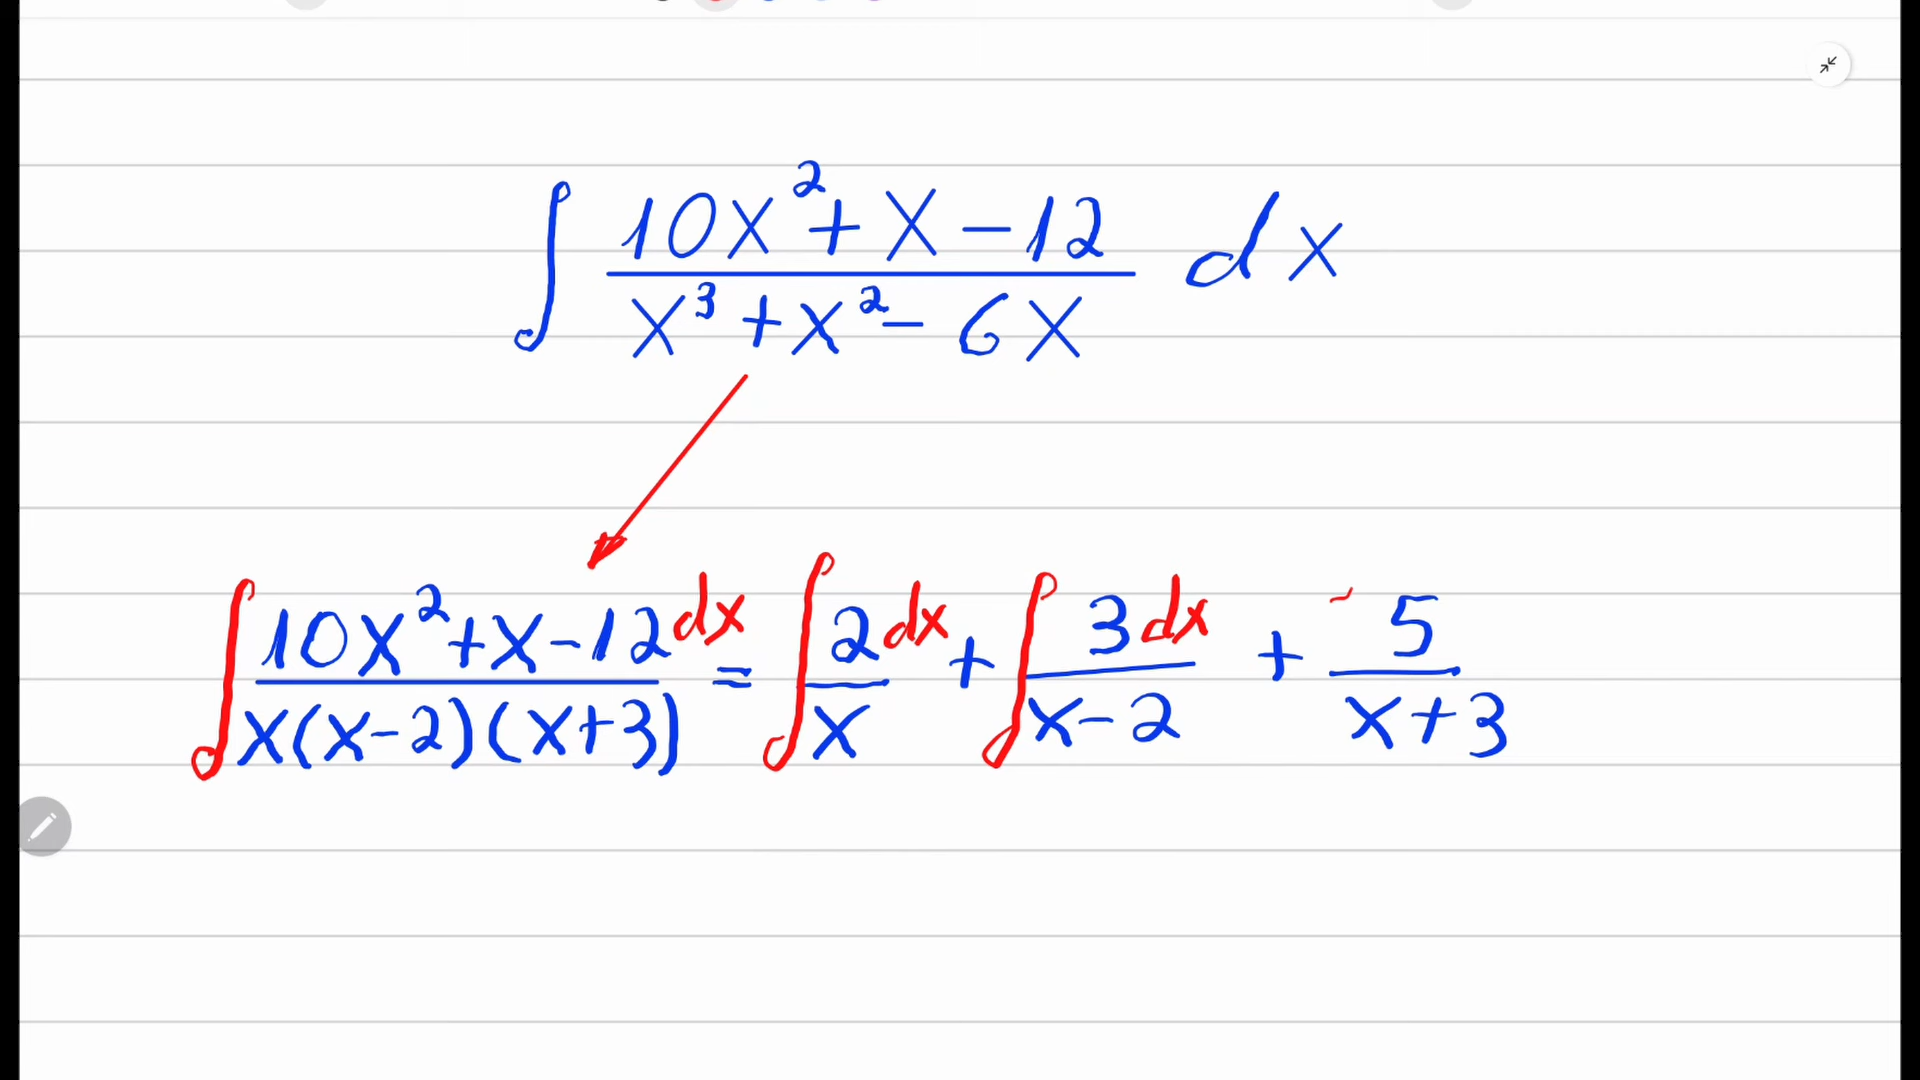 ∫ (10x² + x − 12)/(x³ + x² − 6x) dx
∫ (10x² + x − 12)dx/(x(x−2)(x+3)) = ∫ 2dx/x + ∫ 3dx/(x−2) + 5/(x+3)